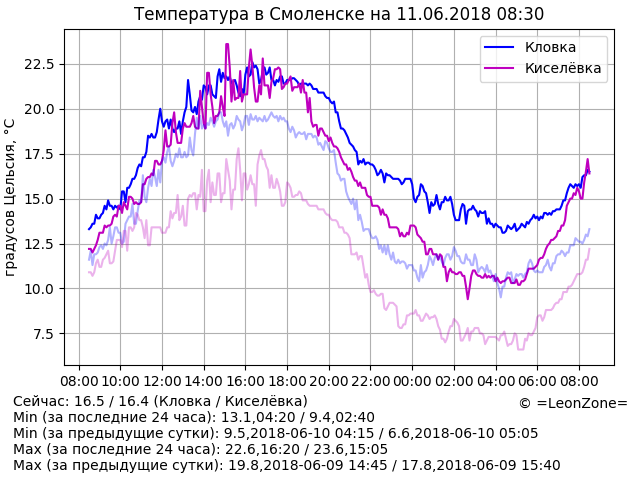 Температура в Смоленске на 11.06.2018 08:30
градусов Цельсия, °C
22.5
20.0
17.5
15.0
12.5
10.0
7.5
Кловка
Киселёвка
08:00 10:00 12:00 14:00 16:00 18:00 20:00 22:00 00:00 02:00 04:00 06:00 08:00
Сейчас: 16.5 / 16.4 (Кловка / Киселёвка)
© =LeonZone=
Min (за последние 24 часа): 13.1,04:20 / 9.4,02:40
Min (за предыдущие сутки): 9.5,2018-06-10 04:15 / 6.6,2018-06-10 05:05
Max (за последние 24 часа): 22.6,16:20 / 23.6,15:05
Max (за предыдущие сутки): 19.8,2018-06-09 14:45 / 17.8,2018-06-09 15:40